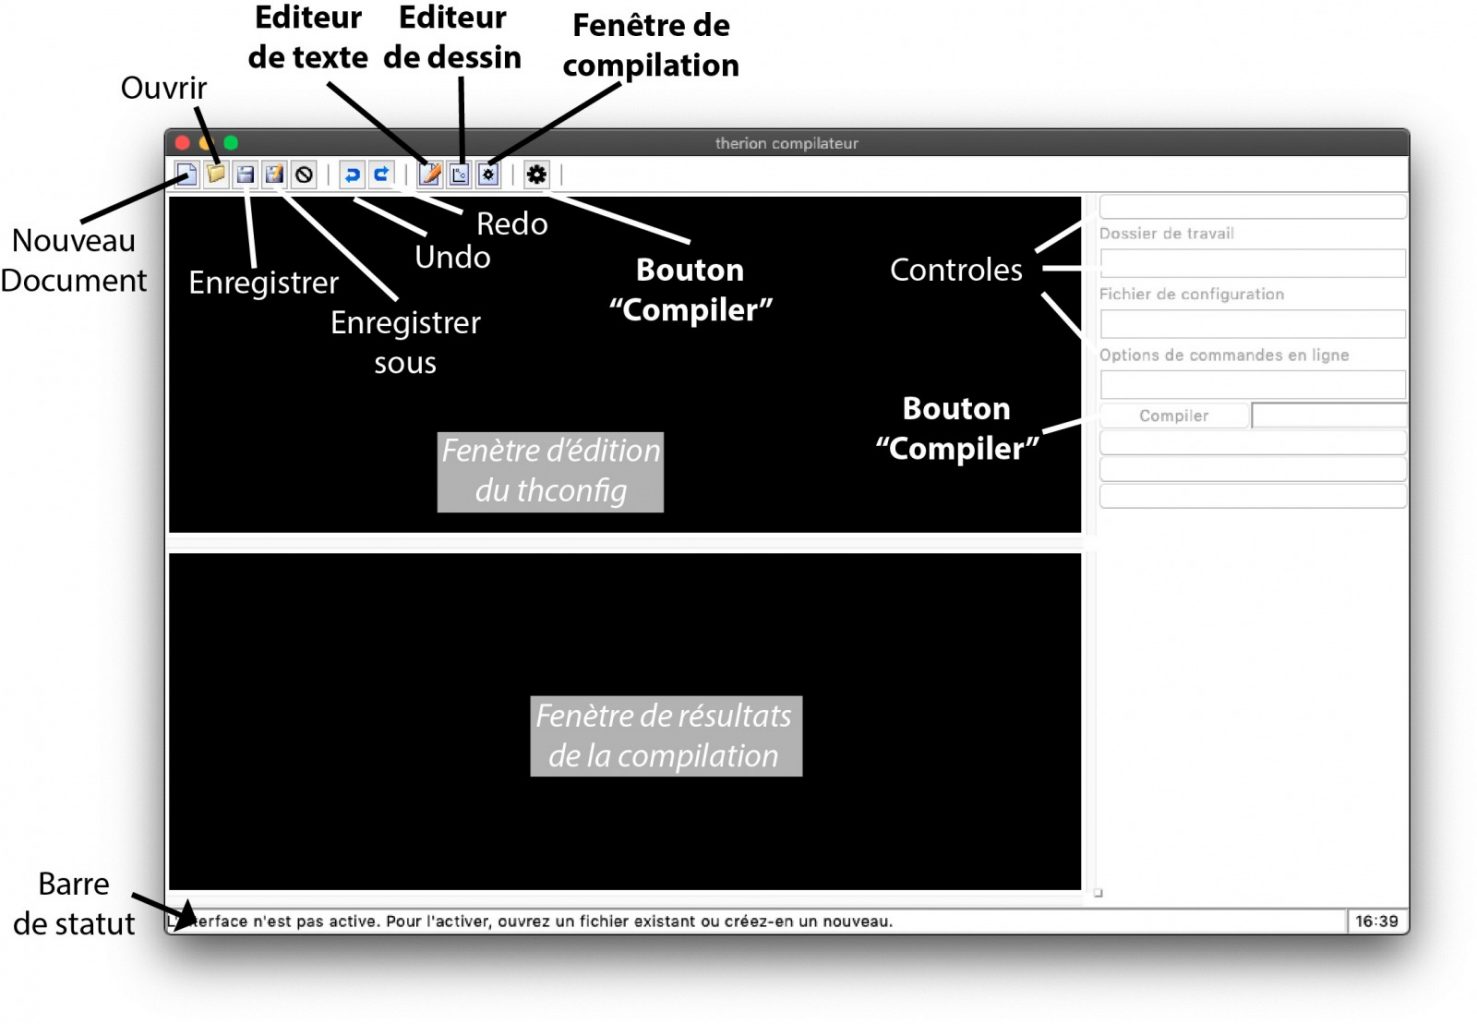 Editeur
de texte
Editeur
de dessin
Fenêtre de
compilation
Ouvrir
therion compilateur
Nouveau
Document
Enregistrer
Enregistrer
sous
Undo
Redo
Bouton
“Compiler”
Controles
Dossier de travail
Fichier de configuration
Options de commandes en ligne
Bouton
“Compiler”
Compiler
Fenètre d’édition
du thconfig
Fenètre de résultats
de la compilation
Barre
de statut
n'est pas active. Pour l'activer, ouvrez un fichier existant ou créez-en un nouveau.
16:39